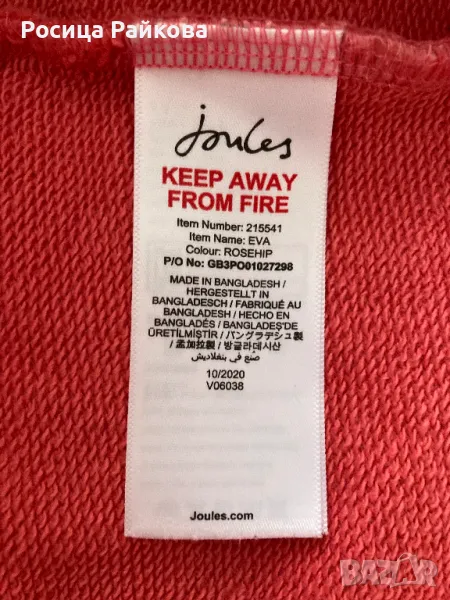 Росица Райкова
Joules
KEEP AWAY
FROM FIRE
Item Number: 215541
Item Name: EVA
Colour: ROSEHIP
P/O No: GB3PO01027298
MADE IN BANGLADESH /
HERGESTELLT IN
BANGLADESCH / FABRIQUÉ AU
BANGLADESH / HECHO EN
BANGLADÉS / BANGLADEŞ'DE
ÜRETİLMİŞTİR / バングラデシュ製
/ 孟加拉製 / 방글라데시산 /
صنع في بنغلاديش
10/2020
V06038
Joules.com
BAZAR